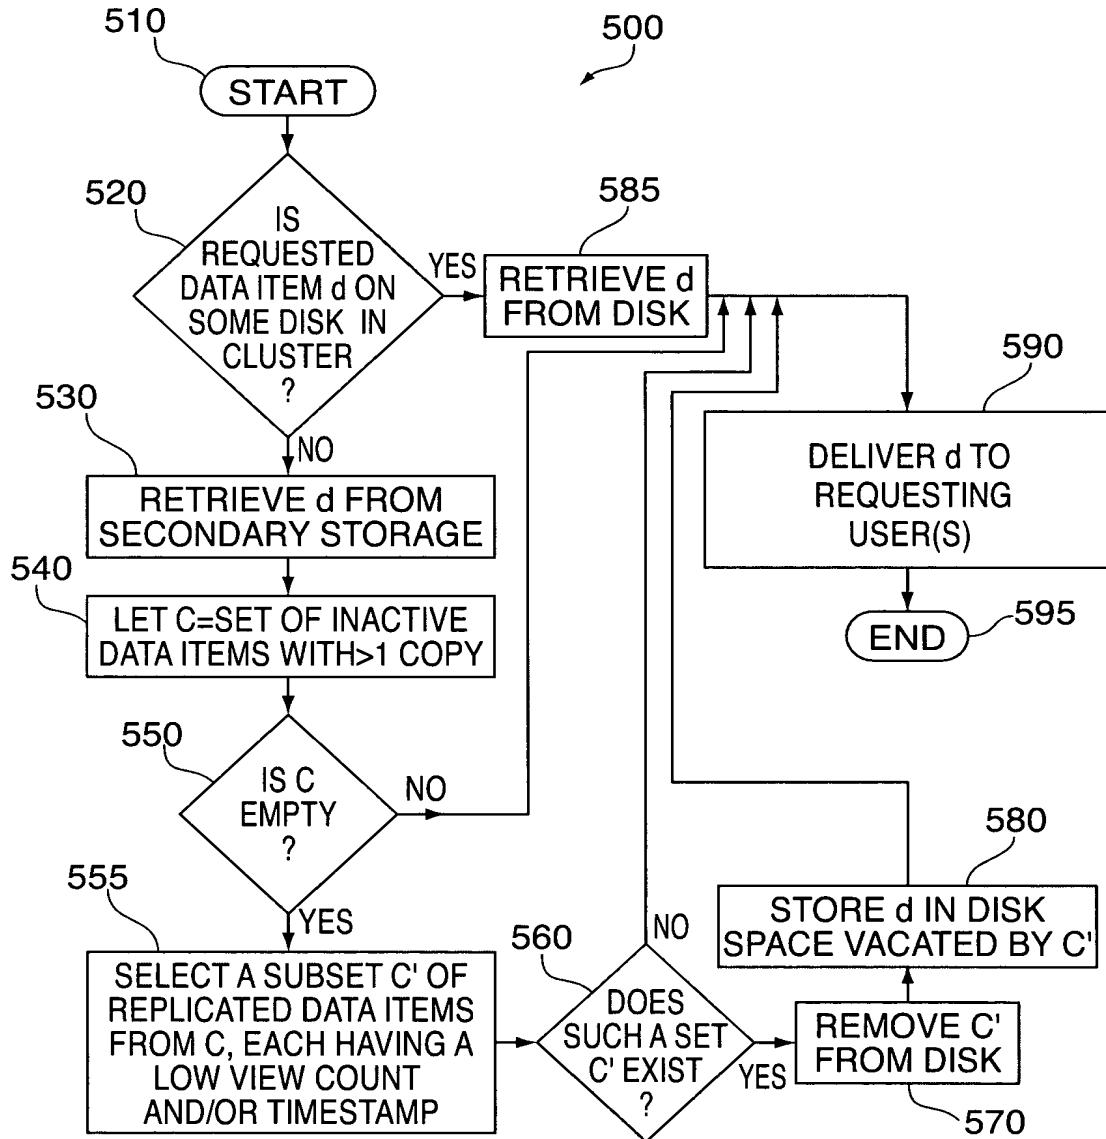 510
500
START
520
IS
REQUESTED
DATA ITEM d ON
SOME DISK IN
CLUSTER
?
YES
585
RETRIEVE d
FROM DISK
590
DELIVER d TO
REQUESTING
USER(S)
END
595
NO
530
RETRIEVE d FROM
SECONDARY STORAGE
540
LET C=SET OF INACTIVE
DATA ITEMS WITH>1 COPY
550
IS C
EMPTY
?
NO
YES
555
SELECT A SUBSET C' OF
REPLICATED DATA ITEMS
FROM C, EACH HAVING A
LOW VIEW COUNT
AND/OR TIMESTAMP
560
NO
DOES
SUCH A SET
C' EXIST
?
YES
580
STORE d IN DISK
SPACE VACATED BY C'
REMOVE C'
FROM DISK
570